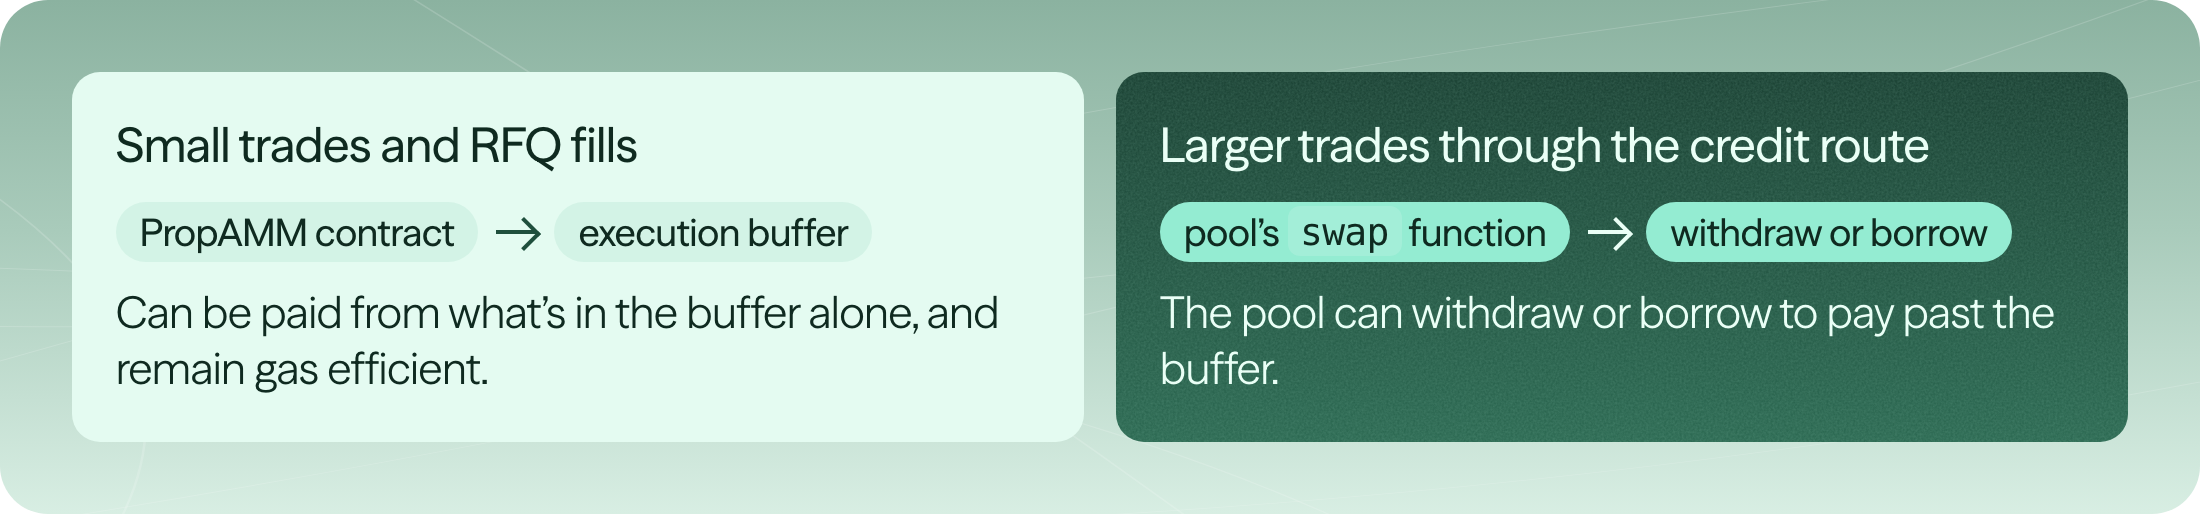 Small trades and RFQ fills
PropAMM contract → execution buffer
Can be paid from what’s in the buffer alone, and
remain gas efficient.
Larger trades through the credit route
pool’s swap function → withdraw or borrow
The pool can withdraw or borrow to pay past the
buffer.